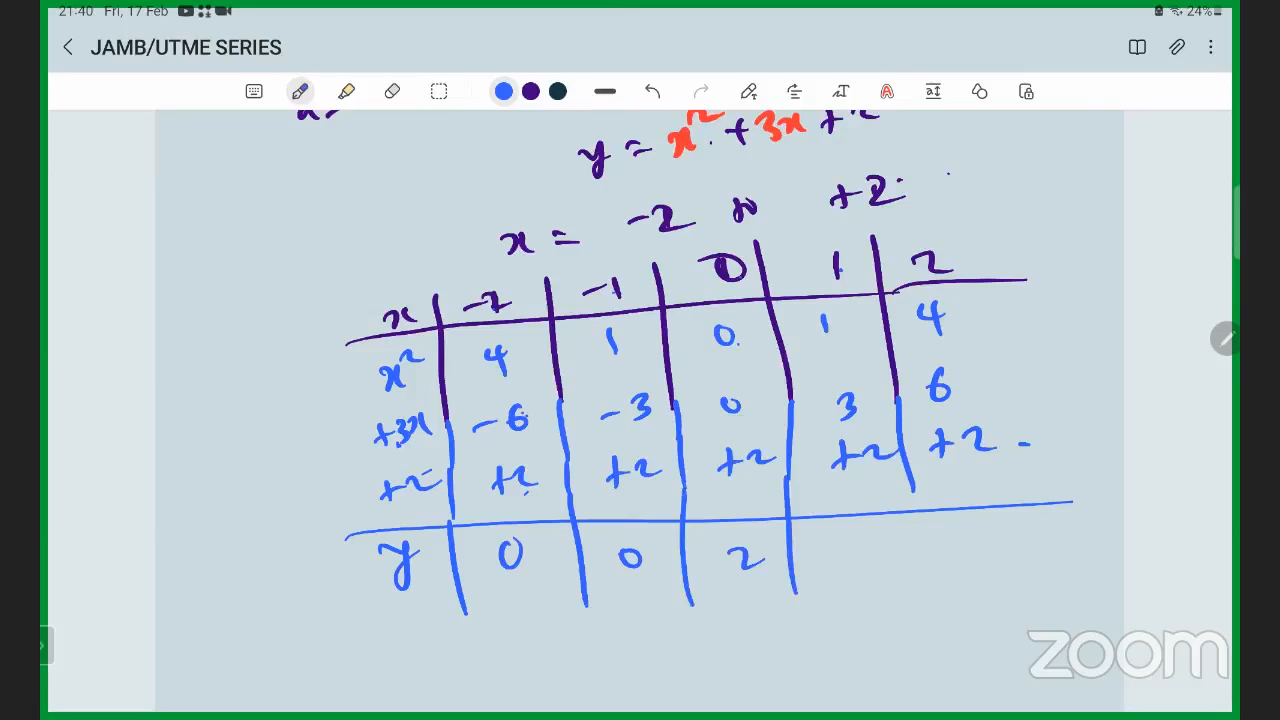 21:40 Fri, 17 Feb 24%
JAMB/UTME SERIES
y = x² + 3x + 2
x = -2 to +2
x -2 -1 0 1 2
x² 4 1 0 1 4
+3x -6 -3 0 3 6
+2 +2 +2 +2 +2 +2 -
y 0 0 2
zoom